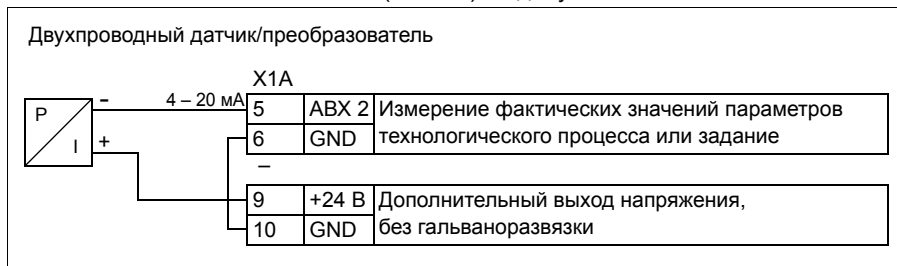 Двухпроводный датчик/преобразователь
X1A
P
I
-
+
4 – 20 мА
5 АВХ 2 Измерение фактических значений параметров
6 GND технологического процесса или задание
–
9 +24 В Дополнительный выход напряжения,
10 GND без гальваноразвязки